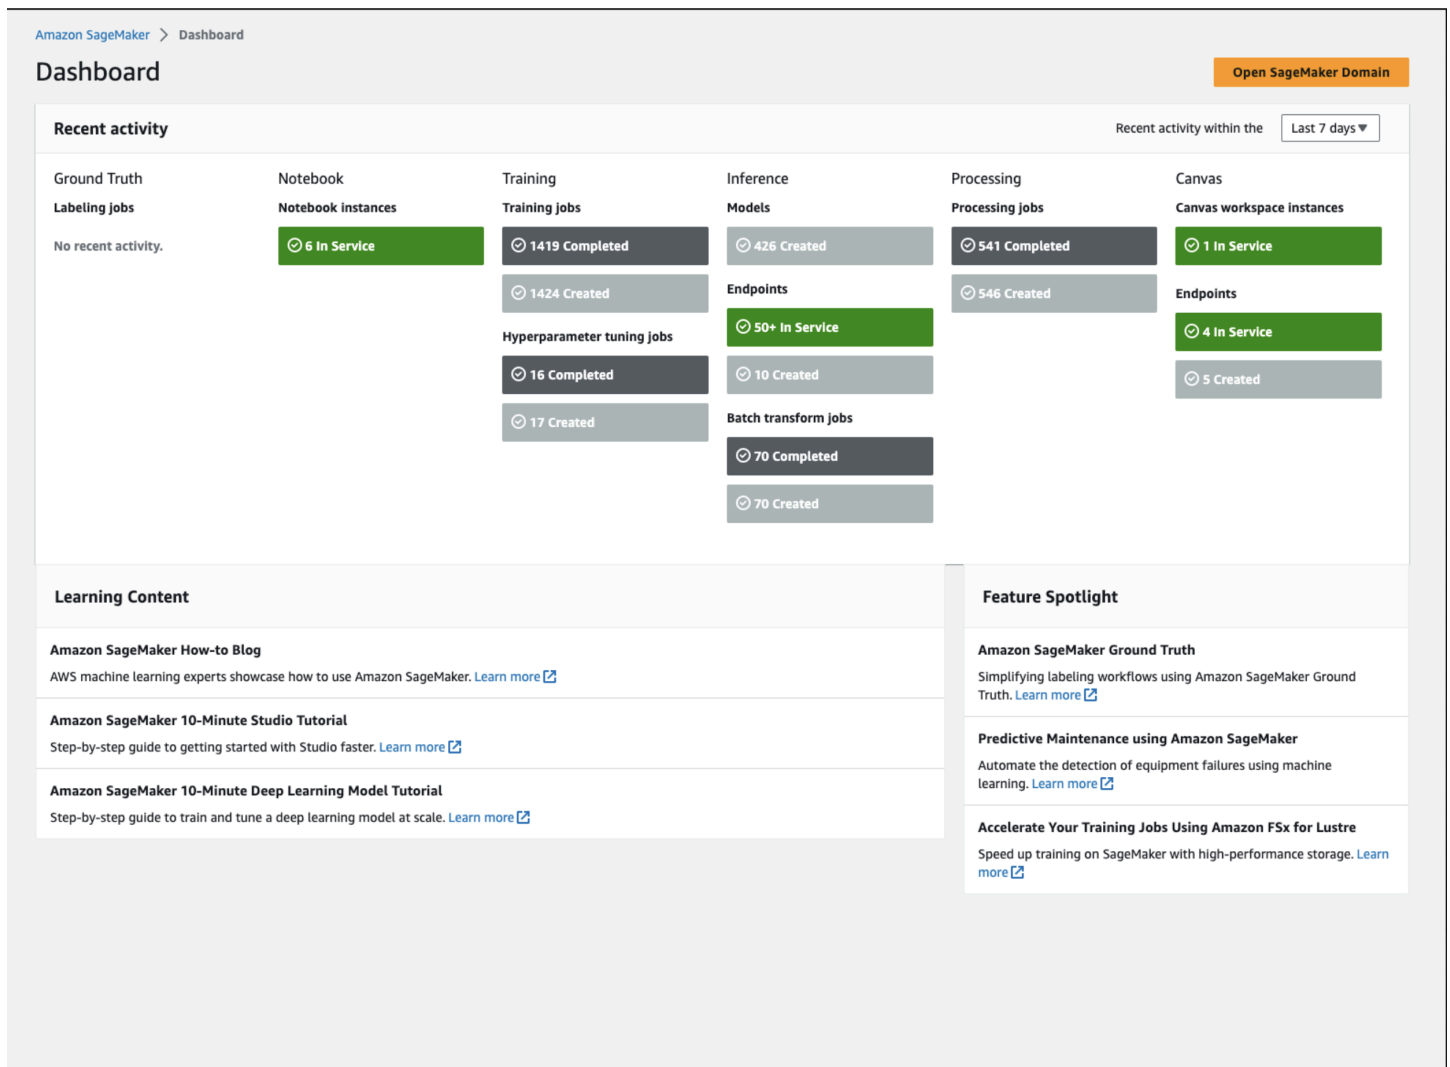 Amazon SageMaker > Dashboard
Dashboard
Open SageMaker Domain
Recent activity
Recent activity within the
Last 7 days
Ground Truth
Labeling jobs
No recent activity.
Notebook
Notebook instances
6 In Service
Training
Training jobs
1419 Completed
1424 Created
Hyperparameter tuning jobs
16 Completed
17 Created
Inference
Models
426 Created
Endpoints
50+ In Service
10 Created
Batch transform jobs
70 Completed
70 Created
Processing
Processing jobs
541 Completed
546 Created
Canvas
Canvas workspace instances
1 In Service
Endpoints
4 In Service
5 Created
Learning Content
Amazon SageMaker How-to Blog
AWS machine learning experts showcase how to use Amazon SageMaker. Learn more
Amazon SageMaker 10-Minute Studio Tutorial
Step-by-step guide to getting started with Studio faster. Learn more
Amazon SageMaker 10-Minute Deep Learning Model Tutorial
Step-by-step guide to train and tune a deep learning model at scale. Learn more
Feature Spotlight
Amazon SageMaker Ground Truth
Simplifying labeling workflows using Amazon SageMaker Ground
Truth. Learn more
Predictive Maintenance using Amazon SageMaker
Automate the detection of equipment failures using machine
learning. Learn more
Accelerate Your Training Jobs Using Amazon FSx for Lustre
Speed up training on SageMaker with high-performance storage. Learn
more